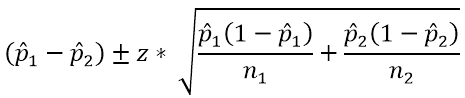 (p̂₁ − p̂₂) ± z * √(p̂₁(1 − p̂₁)/n₁ + p̂₂(1 − p̂₂)/n₂)